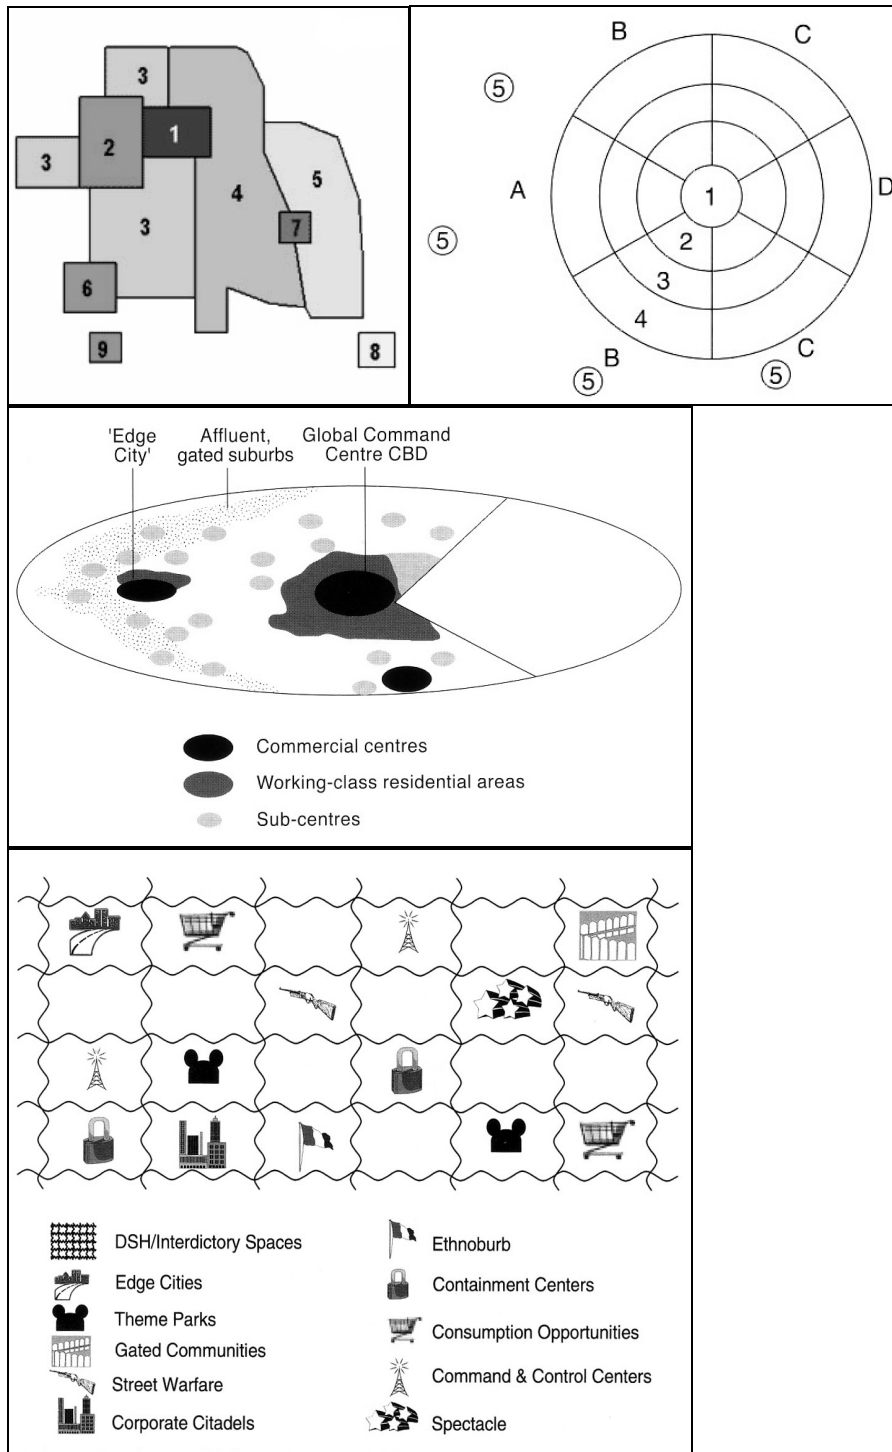 3
1
2
3
5
4
3
7
6
9
8
B
C
5
A
1
D
2
5
3
4
B
C
5
5
'Edge
City'
Affluent,
gated suburbs
Global Command
Centre CBD
Commercial centres
Working-class residential areas
Sub-centres
DSH/Interdictory Spaces
Edge Cities
Theme Parks
Gated Communities
Street Warfare
Corporate Citadels
Ethnoburb
Containment Centers
Consumption Opportunities
Command & Control Centers
Spectacle